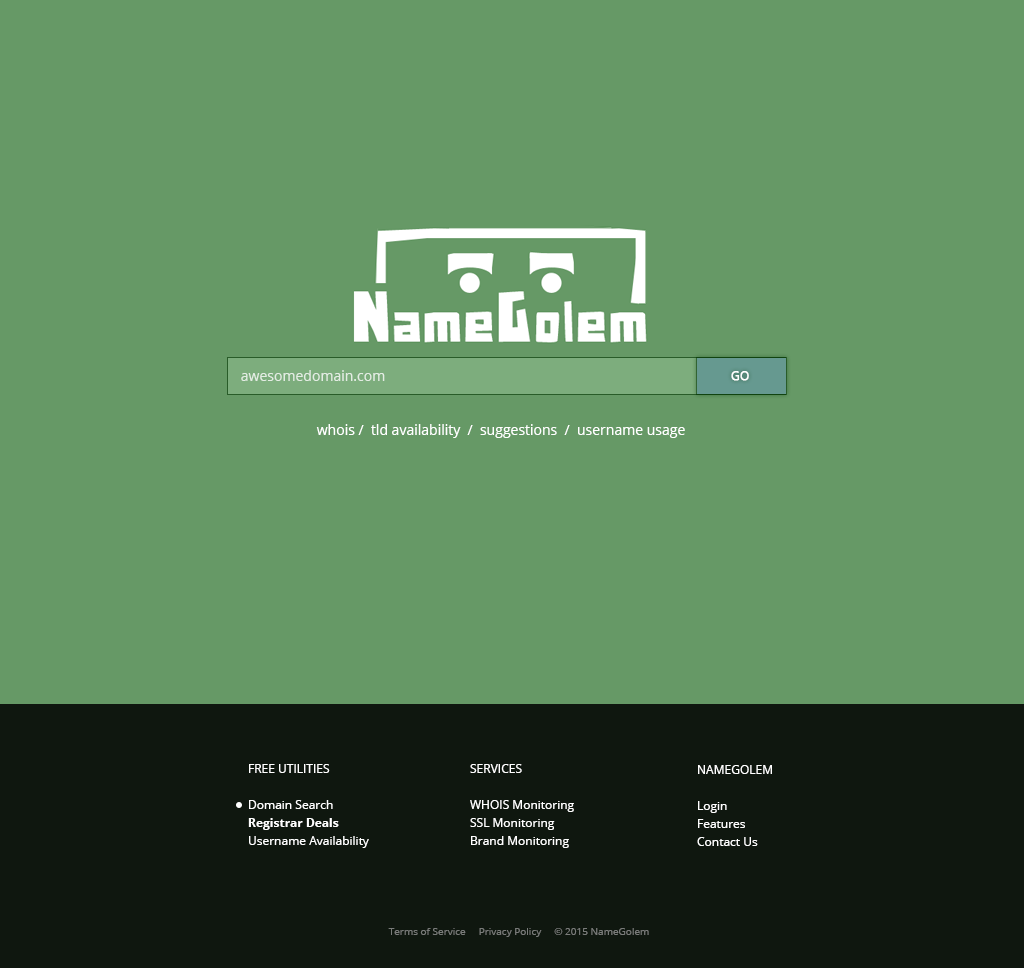 NameGolem
awesomedomain.com
GO
whois / tld availability / suggestions / username usage
FREE UTILITIES
Domain Search
Registrar Deals
Username Availability
SERVICES
WHOIS Monitoring
SSL Monitoring
Brand Monitoring
NAMEGOLEM
Login
Features
Contact Us
Terms of Service Privacy Policy © 2015 NameGolem